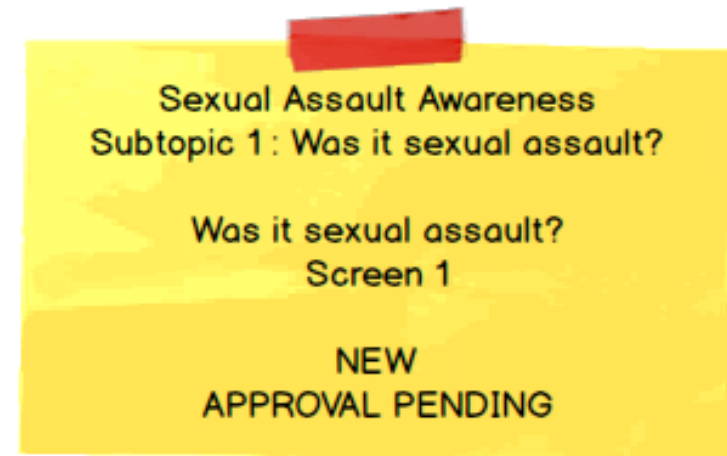 Sexual Assault Awareness
Subtopic 1: Was it sexual assault?
Was it sexual assault?
Screen 1
NEW
APPROVAL PENDING